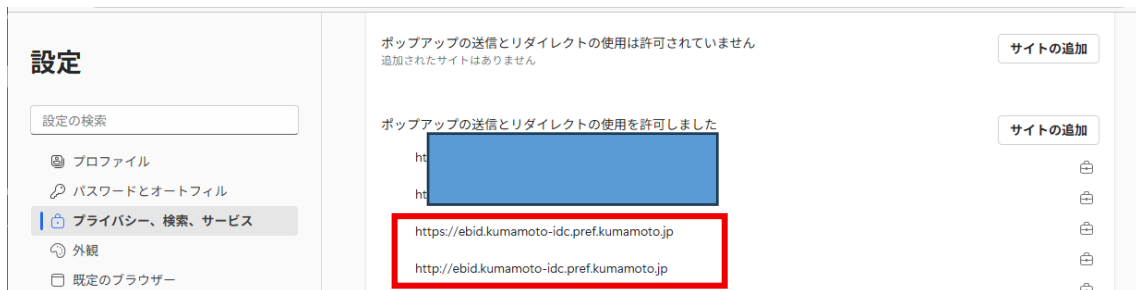 設定
設定の検索
プロファイル
パスワードとオートフィル
プライバシー、検索、サービス
外観
既定のブラウザー
ポップアップの送信とリダイレクトの使用は許可されていません
追加されたサイトはありません
サイトの追加
ポップアップの送信とリダイレクトの使用を許可しました
サイトの追加
ht
ht
https://ebid.kumamoto-idc.pref.kumamoto.jp
http://ebid.kumamoto-idc.pref.kumamoto.jp